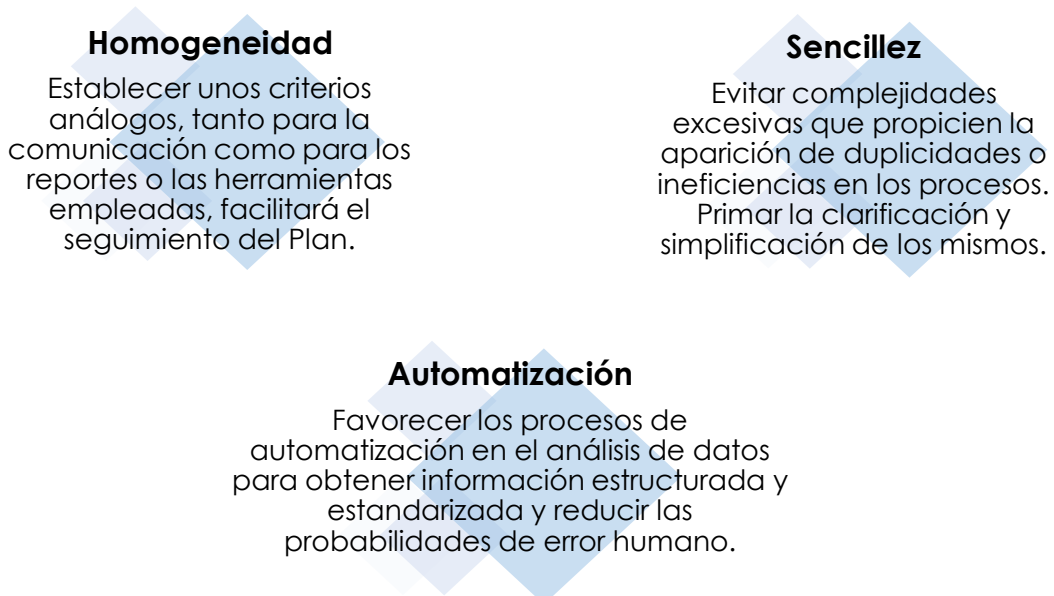 Homogeneidad
Establecer unos criterios
análogos, tanto para la
comunicación como para los
reportes o las herramientas
empleadas, facilitará el
seguimiento del Plan.
Sencillez
Evitar complejidades
excesivas que propicien la
aparición de duplicidades o
ineficiencias en los procesos.
Primar la clarificación y
simplificación de los mismos.
Automatización
Favorecer los procesos de
automatización en el análisis de datos
para obtener información estructurada y
estandarizada y reducir las
probabilidades de error humano.